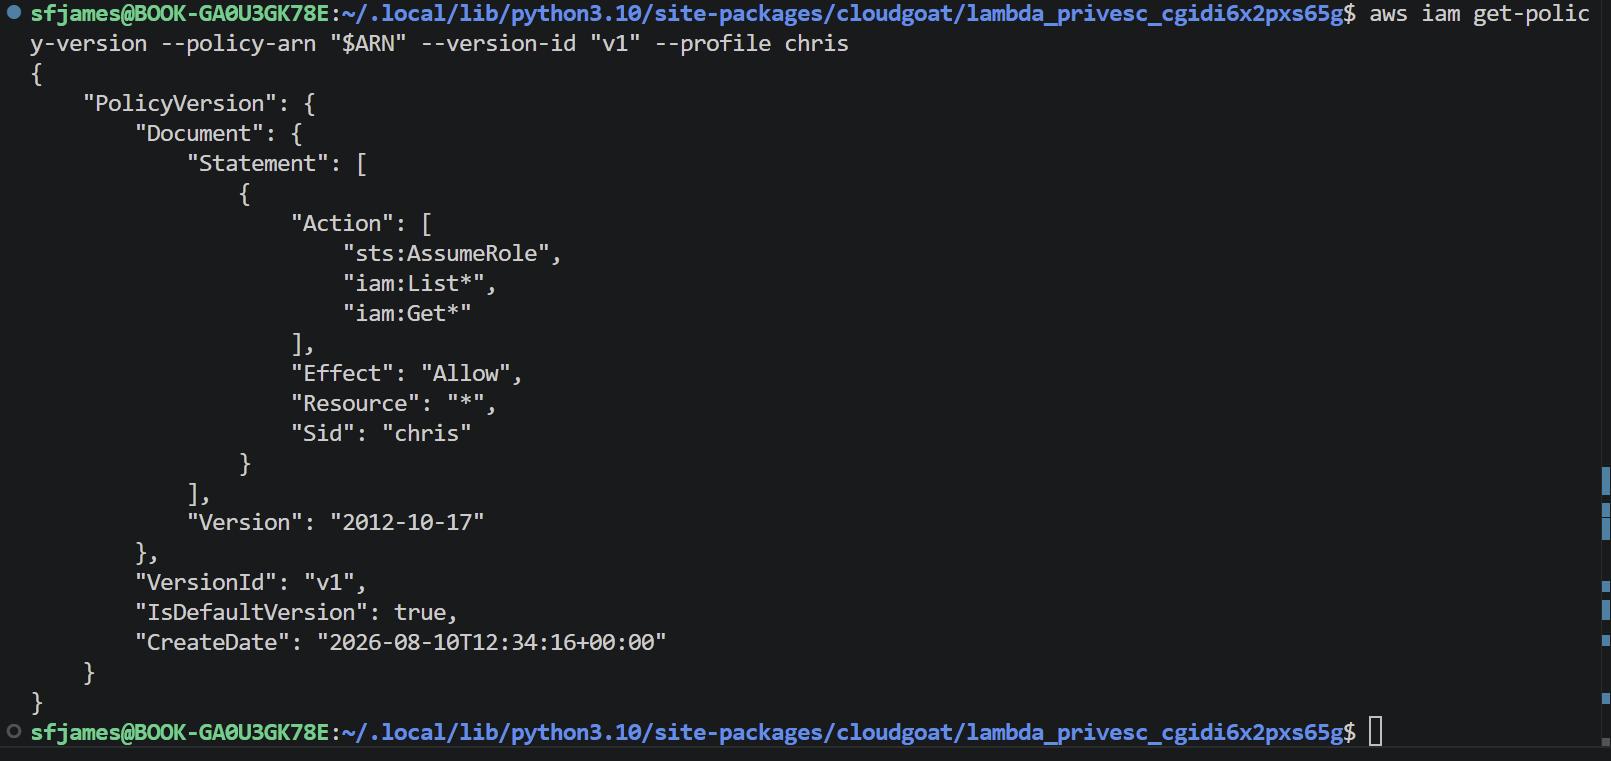 sfjames@BOOK-GA0U3GK78E:~/.local/lib/python3.10/site-packages/cloudgoat/lambda_privesc_cgidi6x2pxs65g$ aws iam get-polic
y-version --policy-arn "$ARN" --version-id "v1" --profile chris
{
    "PolicyVersion": {
        "Document": {
            "Statement": [
                {
                    "Action": [
                        "sts:AssumeRole",
                        "iam:List*",
                        "iam:Get*"
                    ],
                    "Effect": "Allow",
                    "Resource": "*",
                    "Sid": "chris"
                }
            ],
            "Version": "2012-10-17"
        },
        "VersionId": "v1",
        "IsDefaultVersion": true,
        "CreateDate": "2026-08-10T12:34:16+00:00"
    }
}
sfjames@BOOK-GA0U3GK78E:~/.local/lib/python3.10/site-packages/cloudgoat/lambda_privesc_cgidi6x2pxs65g$